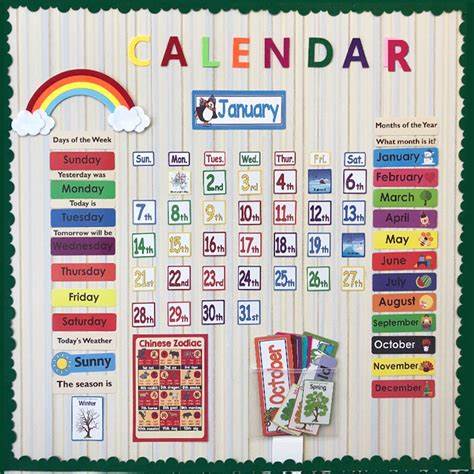 CALENDAR
January
Days of the Week
Sunday
Yesterday was
Monday
Today is
Tuesday
Tomorrow will be
Wednesday
Thursday
Friday
Saturday
Today's Weather
Sunny
The season is
Winter
Sun. Mon. Tues. Wed. Thurs. Fri. Sat.
2nd 3rd 4th 6th
7th 8th 9th 10th 11th 12th 13th
14th 15th 16th 17th 18th 19th
21st 22nd 23rd 24th 25th 26th 27th
28th 29th 30th 31st
Chinese Zodiac
October
Spring
Months of the Year
What month is it?
January
February
March
April
May
June
July
August
September
October
November
December